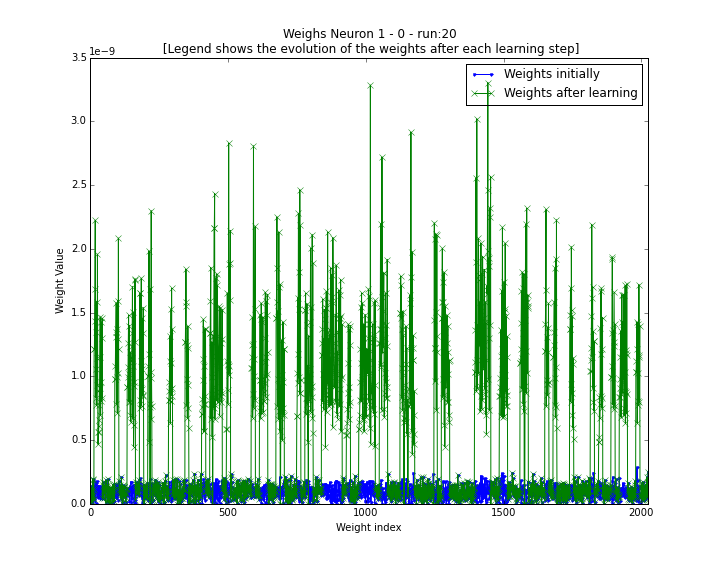 Weighs Neuron 1 - 0 - run:20
[Legend shows the evolution of the weights after each learning step]
1e−9
Weights initially
Weights after learning
3.5
3.0
2.5
2.0
1.5
1.0
0.5
0.0
Weight Value
0 500 1000 1500 2000
Weight index